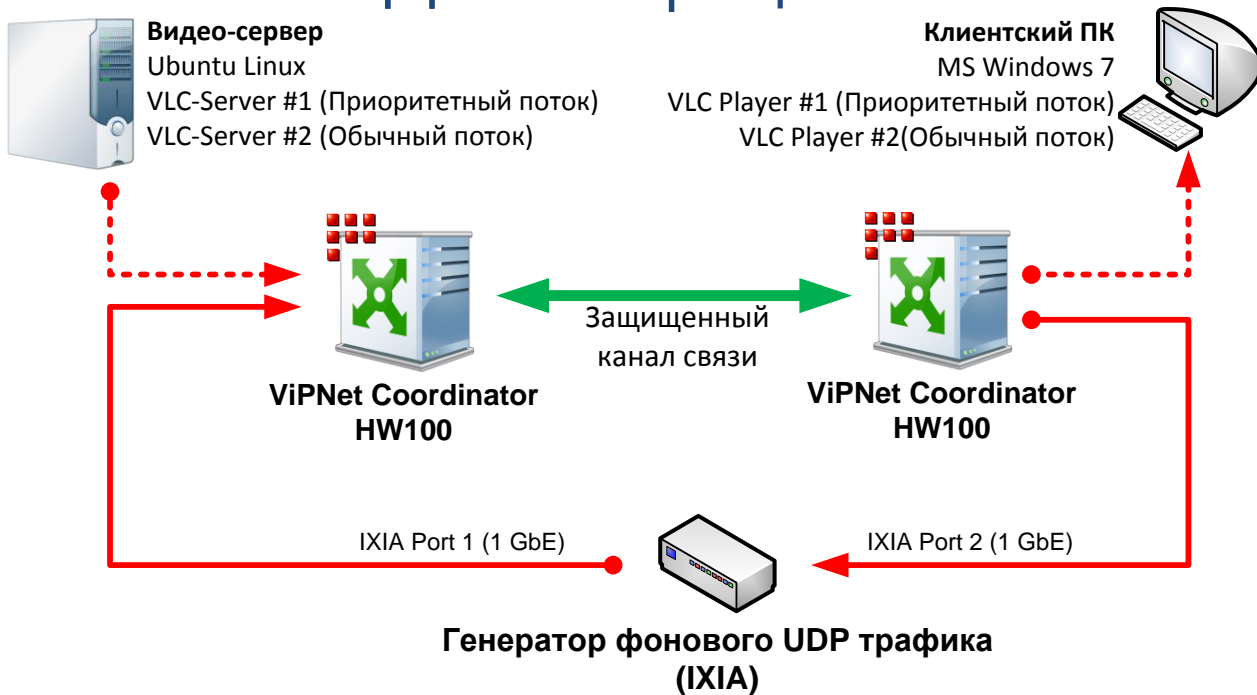 Видео-сервер
Ubuntu Linux
VLC-Server #1 (Приоритетный поток)
VLC-Server #2 (Обычный поток)
Клиентский ПК
MS Windows 7
VLC Player #1 (Приоритетный поток)
VLC Player #2(Обычный поток)
Защищенный
канал связи
ViPNet Coordinator
HW100
ViPNet Coordinator
HW100
IXIA Port 1 (1 GbE)
IXIA Port 2 (1 GbE)
Генератор фонового UDP трафика
(IXIA)